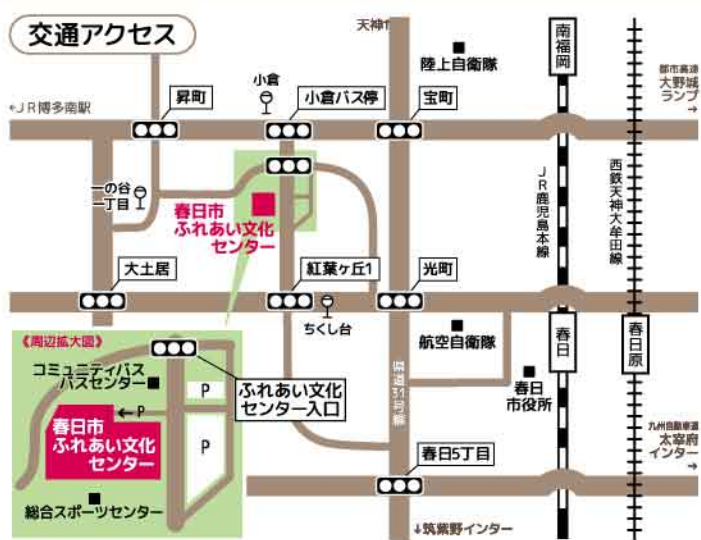 交通アクセス
天神↑
陸上自衛隊
南福岡
都市高速
大野城
ランプ
→
←JR博多南駅
昇町
小倉
小倉バス停
宝町
一の谷
一丁目
春日市
ふれあい文化
センター
JR鹿児島本線
西鉄天神大牟田線
大土居
紅葉ヶ丘1
光町
ちくし台
航空自衛隊
春日
春日原
《周辺拡大図》
コミュニティバス
バスセンター
P
ふれあい文化
センター入口
←P
春日市
ふれあい文化
センター
P
総合スポーツセンター
県道31号線
春日
市役所
九州自動車道
太宰府
インター
→
春日5丁目
↓筑紫野インター